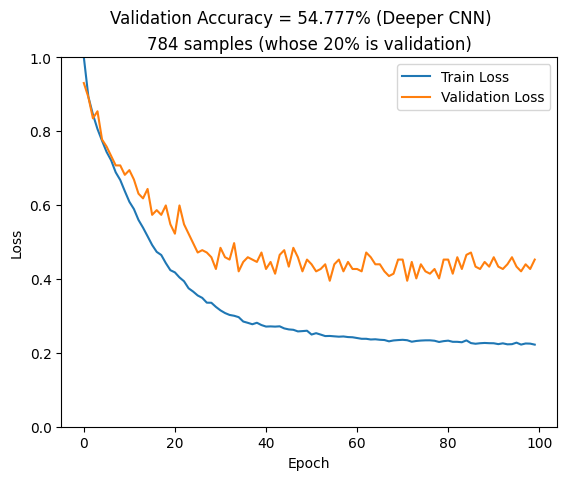 Validation Accuracy = 54.777% (Deeper CNN)
784 samples (whose 20% is validation)
Train Loss
Validation Loss
Loss
1.0
0.8
0.6
0.4
0.2
0.0
0
20
40
60
80
100
Epoch